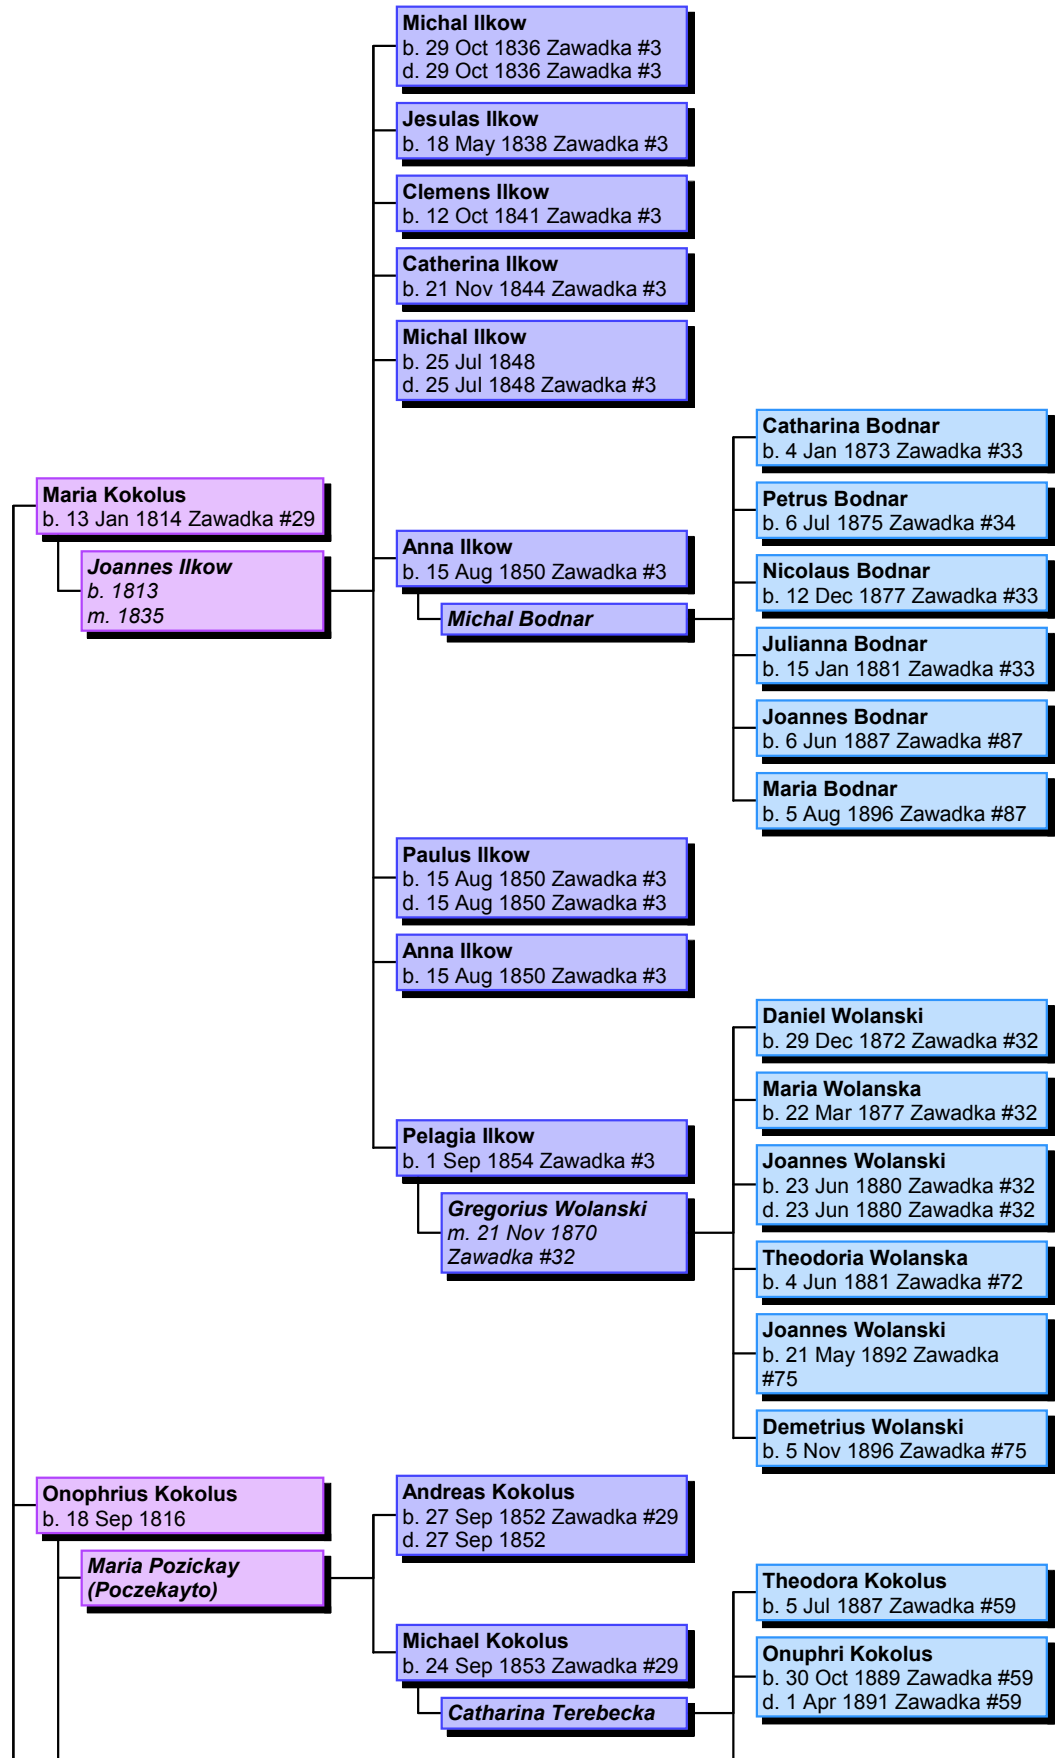 Michal Ilkow
b. 29 Oct 1836 Zawadka #3
d. 29 Oct 1836 Zawadka #3
Jesulas Ilkow
b. 18 May 1838 Zawadka #3
Clemens Ilkow
b. 12 Oct 1841 Zawadka #3
Catherina Ilkow
b. 21 Nov 1844 Zawadka #3
Michal Ilkow
b. 25 Jul 1848
d. 25 Jul 1848 Zawadka #3
Catharina Bodnar
b. 4 Jan 1873 Zawadka #33
Maria Kokolus
b. 13 Jan 1814 Zawadka #29
Petrus Bodnar
b. 6 Jul 1875 Zawadka #34
Joannes Ilkow
b. 1813
m. 1835
Anna Ilkow
b. 15 Aug 1850 Zawadka #3
Michal Bodnar
Nicolaus Bodnar
b. 12 Dec 1877 Zawadka #33
Julianna Bodnar
b. 15 Jan 1881 Zawadka #33
Joannes Bodnar
b. 6 Jun 1887 Zawadka #87
Maria Bodnar
b. 5 Aug 1896 Zawadka #87
Paulus Ilkow
b. 15 Aug 1850 Zawadka #3
d. 15 Aug 1850 Zawadka #3
Anna Ilkow
b. 15 Aug 1850 Zawadka #3
Daniel Wolanski
b. 29 Dec 1872 Zawadka #32
Maria Wolanska
b. 22 Mar 1877 Zawadka #32
Pelagia Ilkow
b. 1 Sep 1854 Zawadka #3
Gregorius Wolanski
m. 21 Nov 1870
Zawadka #32
Joannes Wolanski
b. 23 Jun 1880 Zawadka #32
d. 23 Jun 1880 Zawadka #32
Theodoria Wolanska
b. 4 Jun 1881 Zawadka #72
Joannes Wolanski
b. 21 May 1892 Zawadka
#75
Demetrius Wolanski
b. 5 Nov 1896 Zawadka #75
Onophrius Kokolus
b. 18 Sep 1816
Maria Pozickay
(Poczekayto)
Andreas Kokolus
b. 27 Sep 1852 Zawadka #29
d. 27 Sep 1852
Michael Kokolus
b. 24 Sep 1853 Zawadka #29
Catharina Terebecka
Theodora Kokolus
b. 5 Jul 1887 Zawadka #59
Onuphri Kokolus
b. 30 Oct 1889 Zawadka #59
d. 1 Apr 1891 Zawadka #59